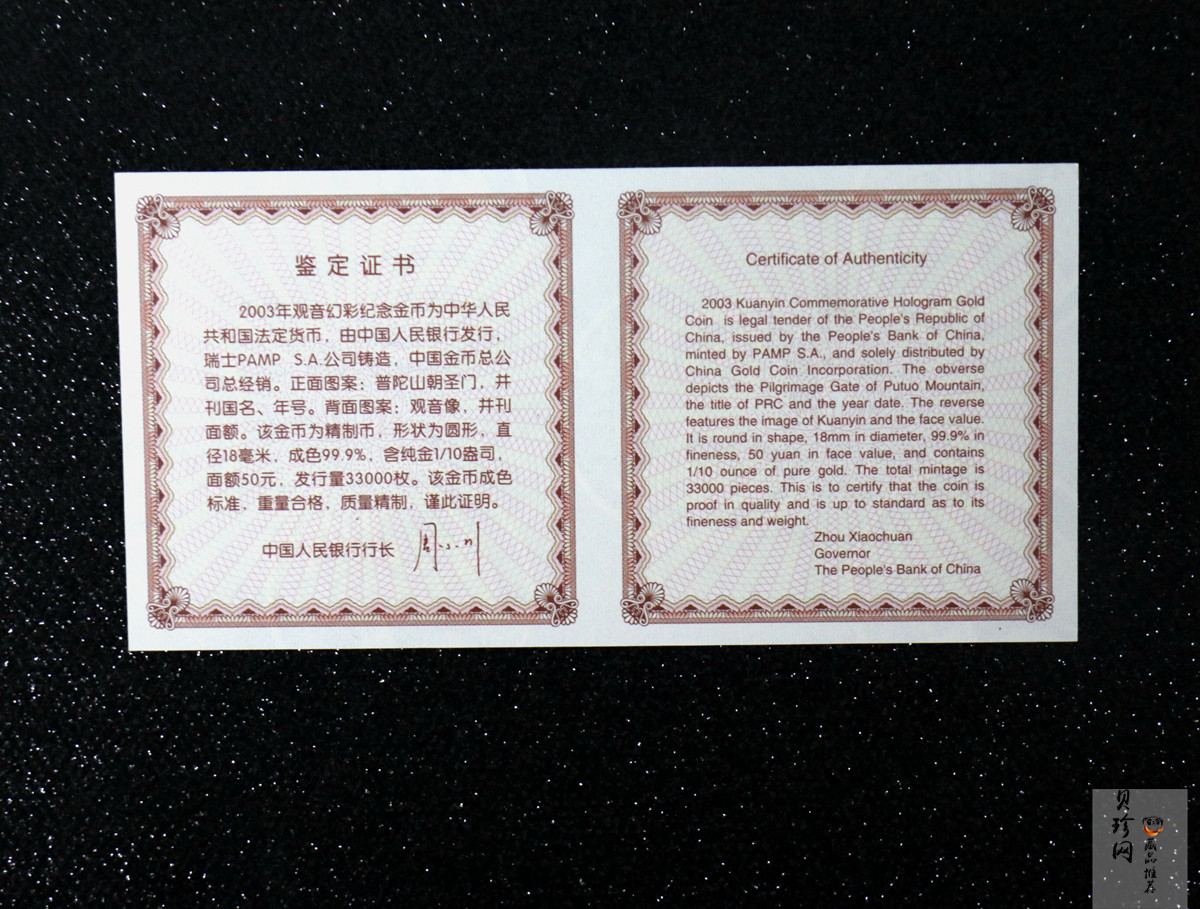 鉴定证书
2003年观音幻彩纪念金币为中华人民
共和国法定货币，由中国人民银行发行，
瑞士PAMP S.A.公司铸造，中国金币总公
司总经销。正面图案：普陀山朝圣门，并
刊国名、年号。背面图案：观音像，并刊
面额。该金币为精制币，形状为圆形，直
径18毫米，成色99.9%，含纯金1/10盎司，
面额50元，发行量33000枚。该金币成色
标准，重量合格，质量精制，谨此证明。
中国人民银行行长
Certificate of Authenticity
2003 Kuanyin Commemorative Hologram Gold
Coin is legal tender of the People's Republic of
China, issued by the People's Bank of China,
minted by PAMP S.A., and solely distributed by
China Gold Coin Incorporation. The obverse
depicts the Pilgrimage Gate of Putuo Mountain,
the title of PRC and the year date. The reverse
features the image of Kuanyin and the face value.
It is round in shape, 18mm in diameter, 99.9% in
fineness, 50 yuan in face value, and contains
1/10 ounce of pure gold. The total mintage is
33000 pieces. This is to certify that the coin is
proof in quality and is up to standard as to its
fineness and weight.
Zhou Xiaochuan
Governor
The People's Bank of China
贝珍网
藏品推荐